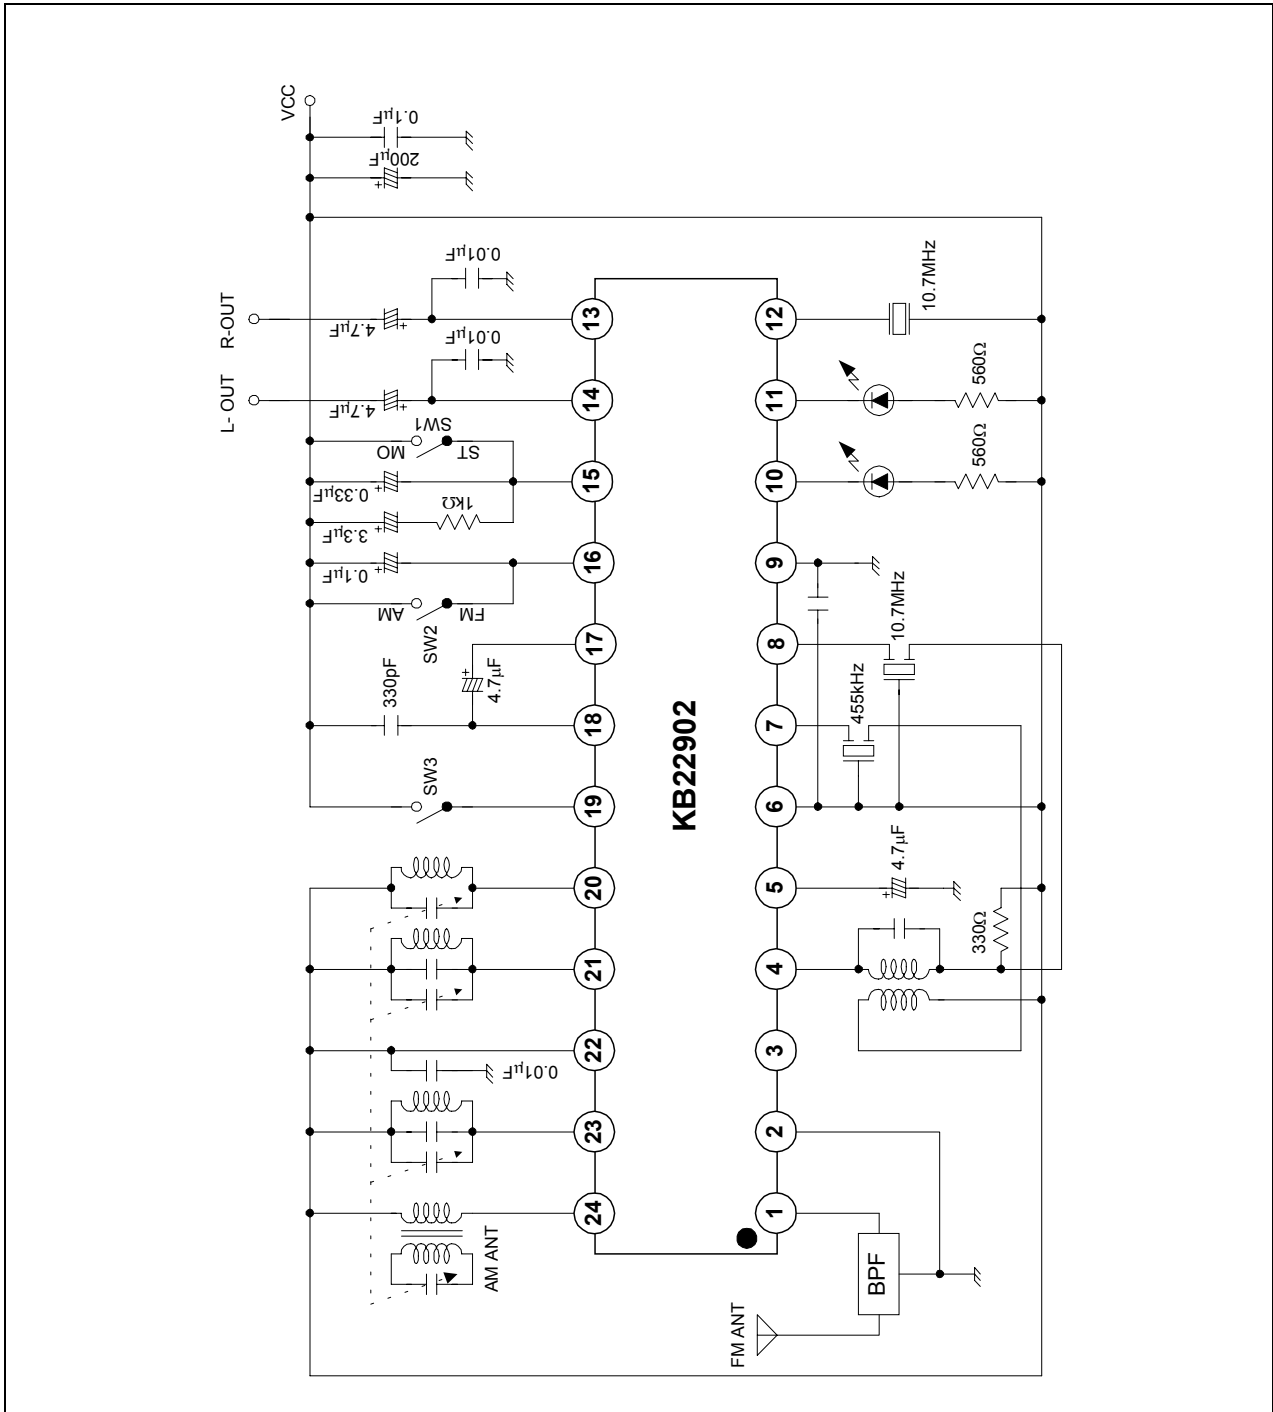 VCC
0.1µF
200µF
R-OUT
L- OUT
4.7µF
0.01µF
4.7µF
0.01µF
SW1
MO
ST
0.33µF
3.3µF
1kΩ
0.1µF
AM
FM
SW2
330pF
4.7µF
SW3
0.01µF
AM ANT
13
14
15
16
17
18
19
20
21
22
23
24
KB22902
12
11
10
9
8
7
6
5
4
3
2
1
10.7MHz
560Ω
560Ω
10.7MHz
455kHz
4.7µF
330Ω
BPF
FM ANT